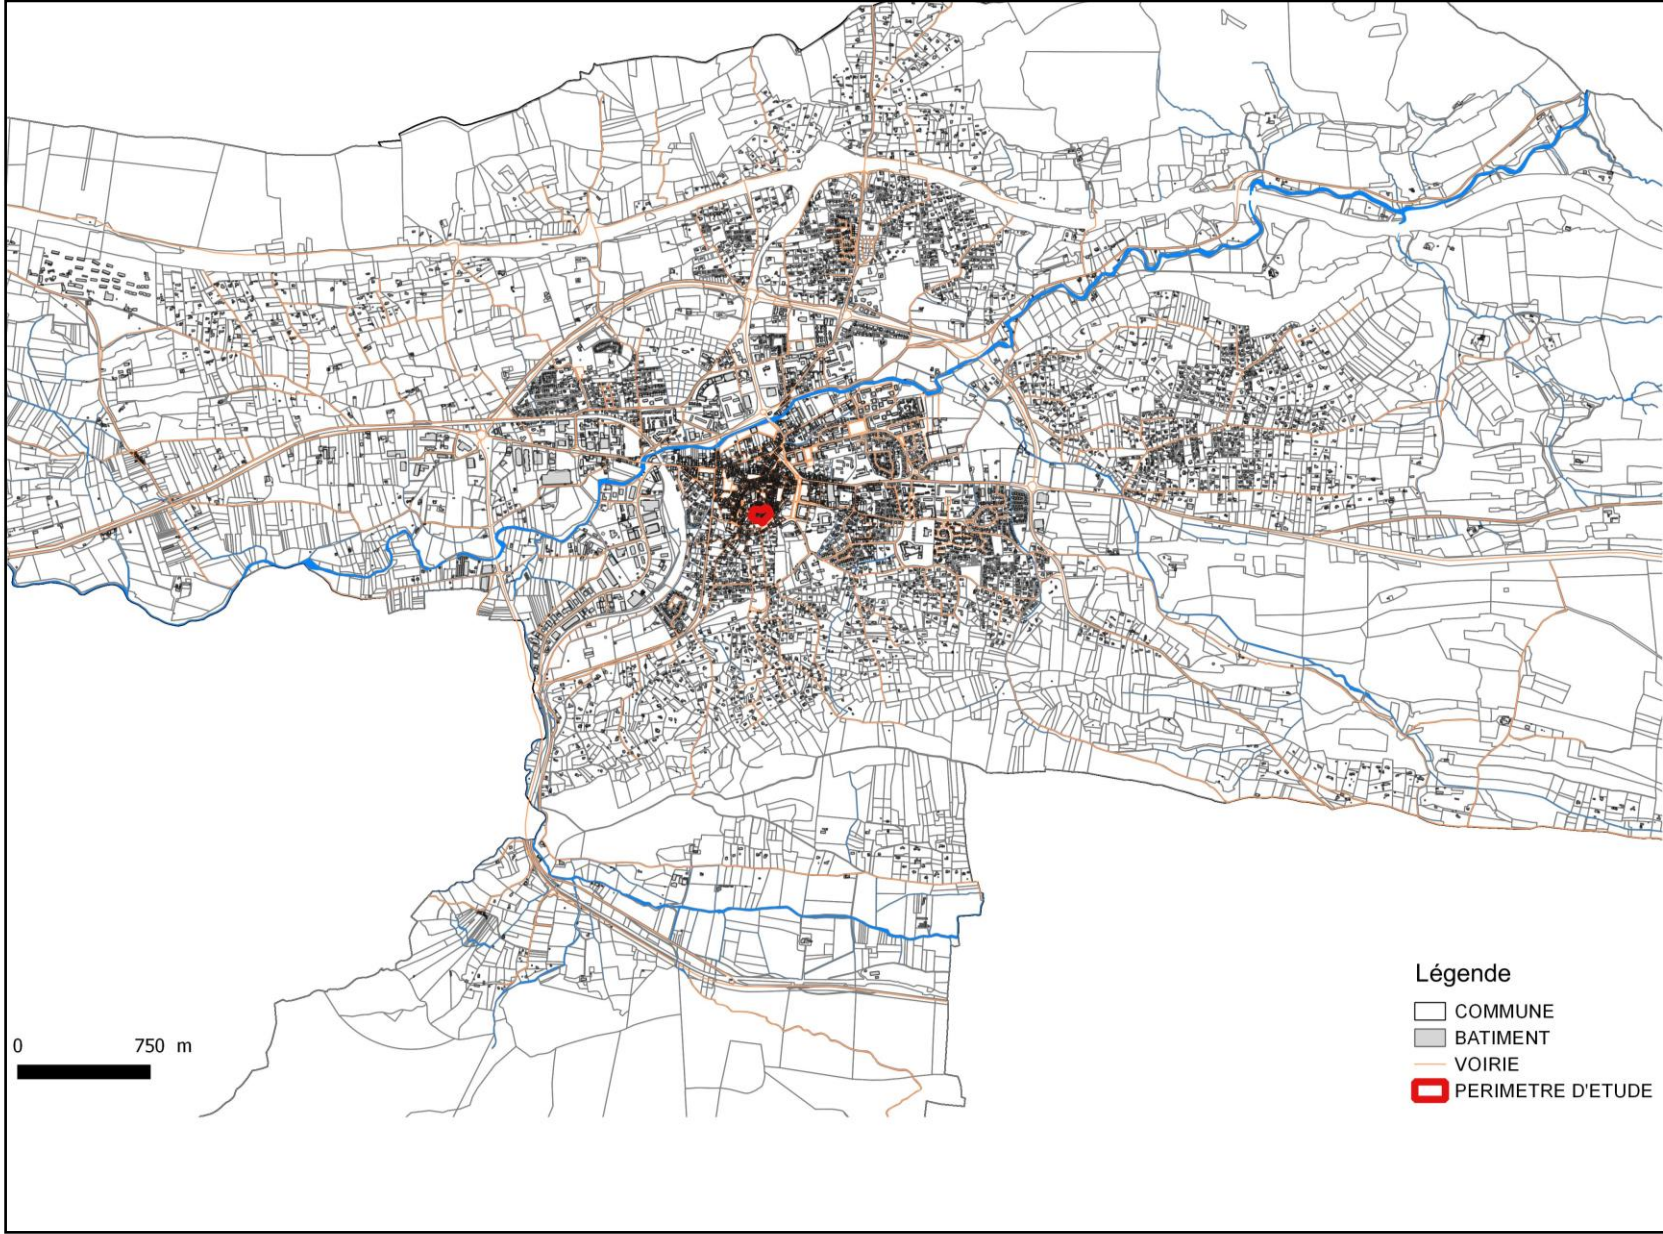 Légende
COMMUNE
BATIMENT
VOIRIE
PERIMETRE D'ETUDE
0 750 m